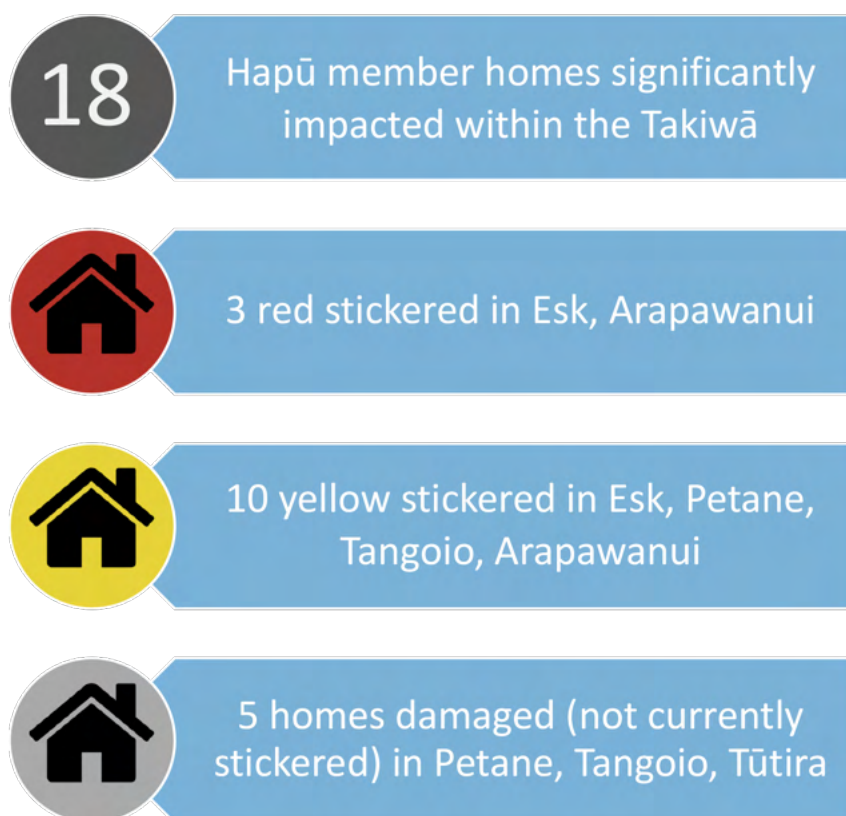 18
Hapū member homes significantly
impacted within the Takiwā
3 red stickered in Esk, Arapawanui
10 yellow stickered in Esk, Petane,
Tangoio, Arapawanui
5 homes damaged (not currently
stickered) in Petane, Tangoio, Tūtira